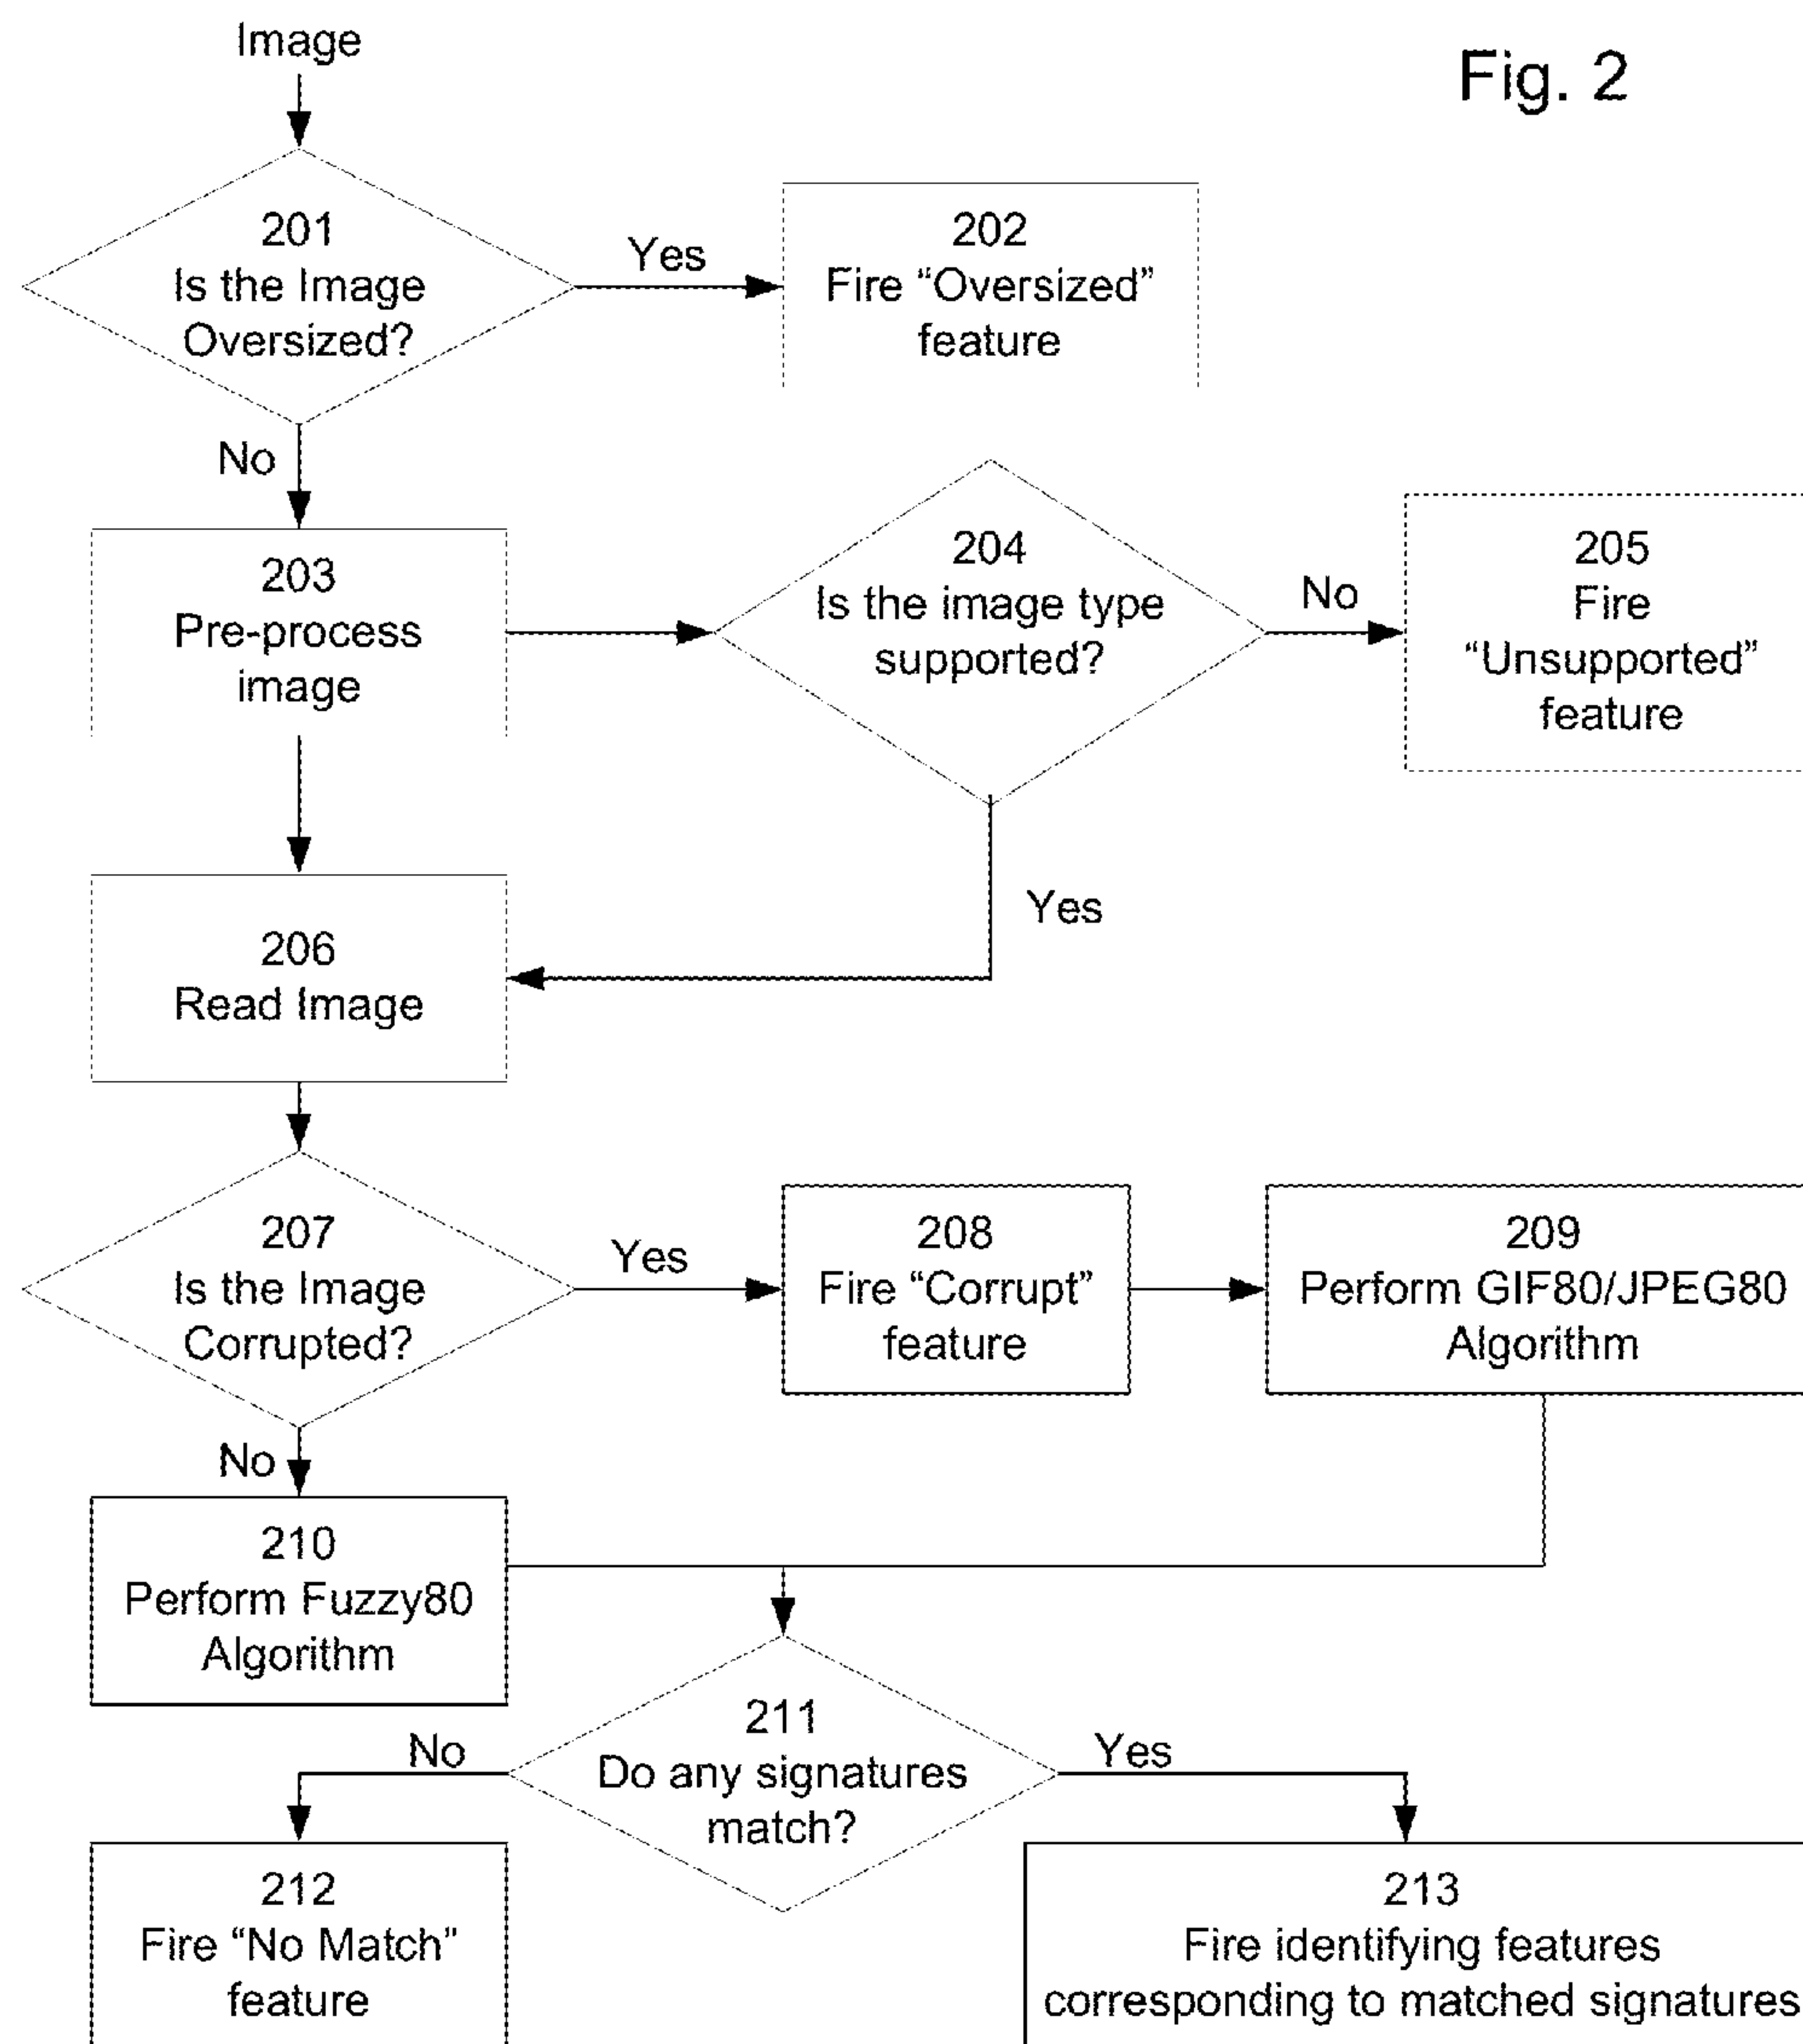 Image
Fig. 2
201
Is the Image
Oversized?
Yes
202
Fire “Oversized”
feature
No
203
Pre-process
image
204
Is the image type
supported?
No
205
Fire
“Unsupported”
feature
Yes
206
Read Image
207
Is the Image
Corrupted?
Yes
208
Fire “Corrupt”
feature
209
Perform GIF80/JPEG80
Algorithm
No
210
Perform Fuzzy80
Algorithm
211
Do any signatures
match?
No
Yes
212
Fire “No Match”
feature
213
Fire identifying features
corresponding to matched signatures